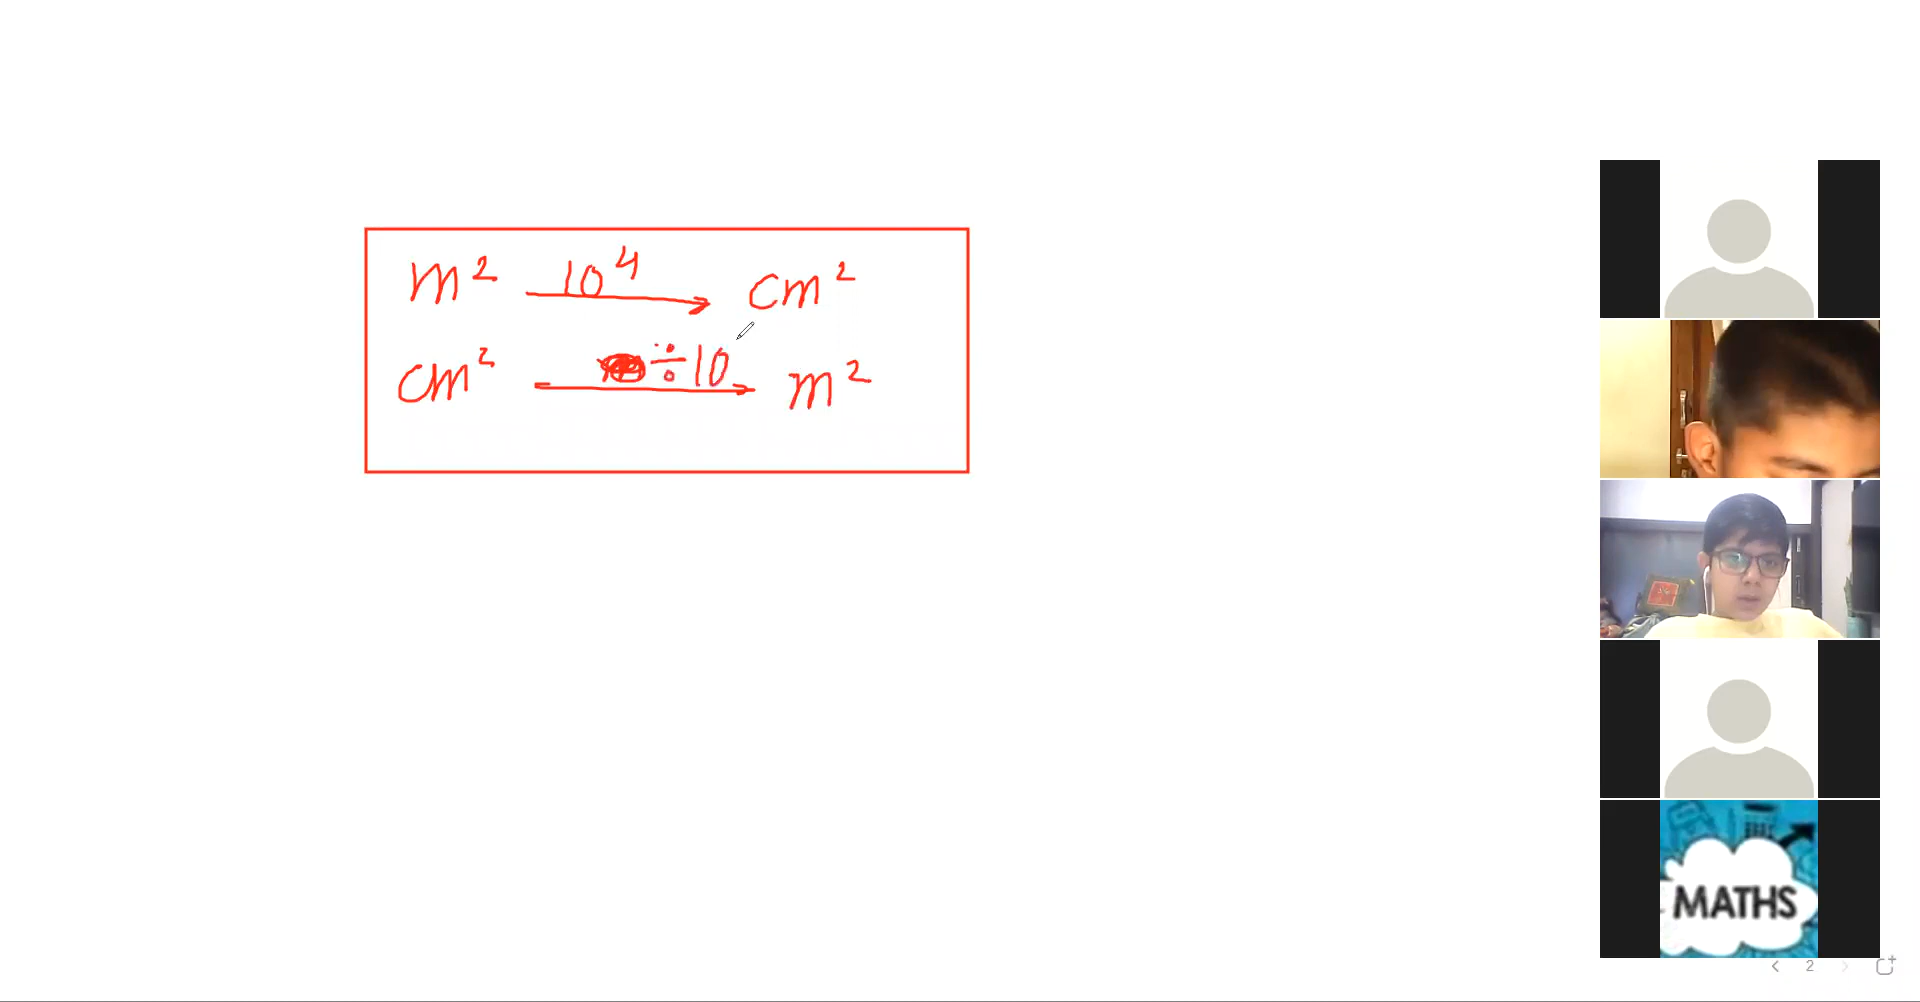 m² 10⁴ → cm²
cm² ÷10 → m²
MATHS
2